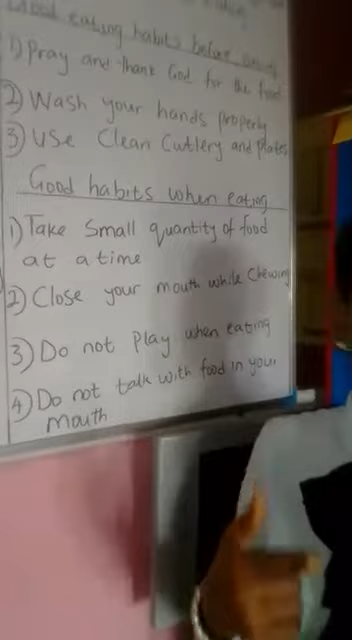 Good eating habits before eating
1) Pray and thank God for the food
2) Wash your hands properly
3) Use Clean Cutlery and plates
Good habits when eating
1) Take Small quantity of food
at a time
2) Close your mouth while Chewing
3) Do not Play when eating
4) Do not talk with food in your
mouth